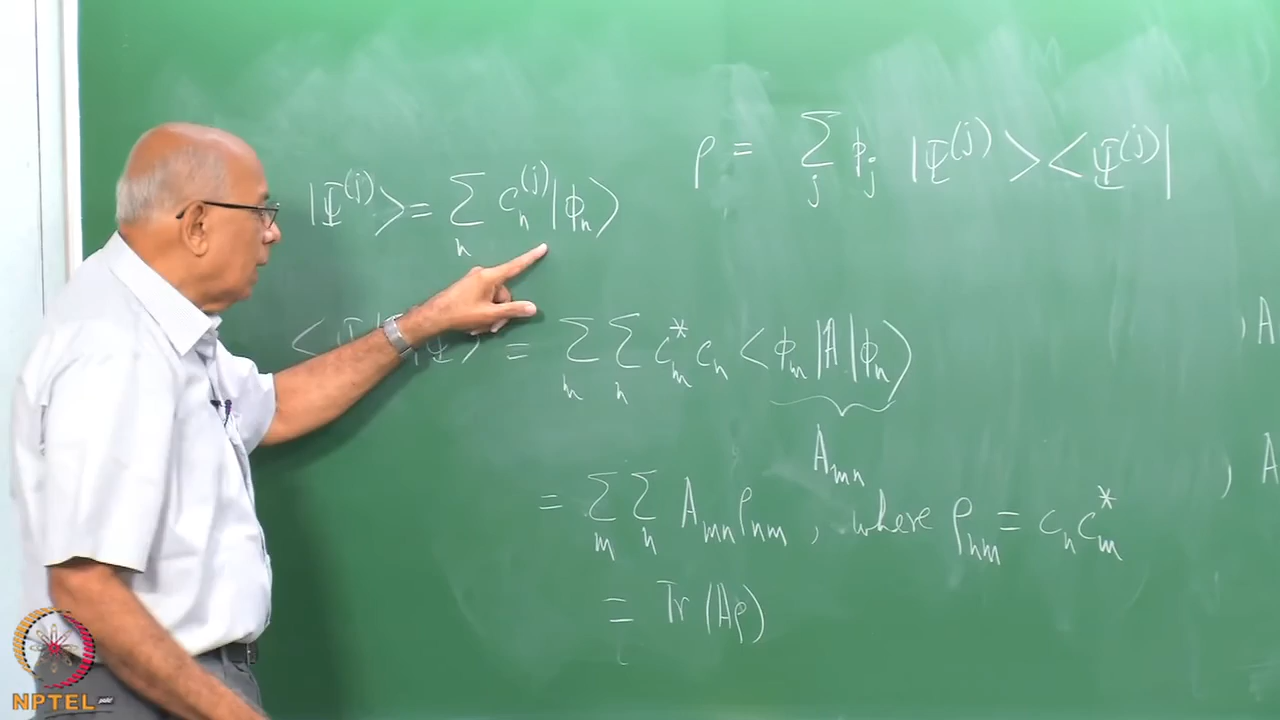 |Ψ^(j)> = Σ_n c_n^(j) |ϕ_n>
ρ = Σ_j p_j |Ψ^(j)><Ψ^(j)|
= Σ_m Σ_n c_m^* c_n <ϕ_m|A|ϕ_n>
A_mn
= Σ_m Σ_n A_mn ρ_nm , where ρ_nm = c_n c_m^*
= Tr (Aρ)
, A
, A
NPTEL